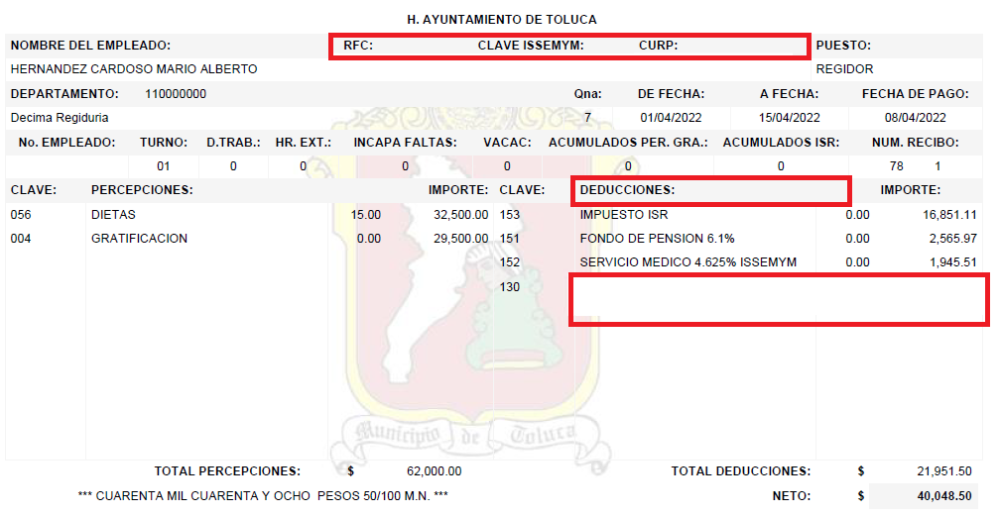 H. AYUNTAMIENTO DE TOLUCA
NOMBRE DEL EMPLEADO: RFC: CLAVE ISSEMYM: CURP: PUESTO:
HERNANDEZ CARDOSO MARIO ALBERTO REGIDOR
DEPARTAMENTO: 110000000 Qna: DE FECHA: A FECHA: FECHA DE PAGO:
Decima Regiduria 7 01/04/2022 15/04/2022 08/04/2022
No. EMPLEADO: TURNO: D.TRAB.: HR. EXT.: INCAPA FALTAS: VACAC: ACUMULADOS PER. GRA.: ACUMULADOS ISR: NUM. RECIBO:
01 0 0 0 0 0 0 78 1
CLAVE: PERCEPCIONES: IMPORTE: CLAVE: DEDUCCIONES: IMPORTE:
056 DIETAS 15.00 32,500.00 153 IMPUESTO ISR 0.00 16,851.11
004 GRATIFICACION 0.00 29,500.00 151 FONDO DE PENSION 6.1% 0.00 2,565.97
152 SERVICIO MEDICO 4.625% ISSEMYM 0.00 1,945.51
130
Municipio de Toluca
TOTAL PERCEPCIONES: $ 62,000.00 TOTAL DEDUCCIONES: $ 21,951.50
*** CUARENTA MIL CUARENTA Y OCHO PESOS 50/100 M.N. *** NETO: $ 40,048.50